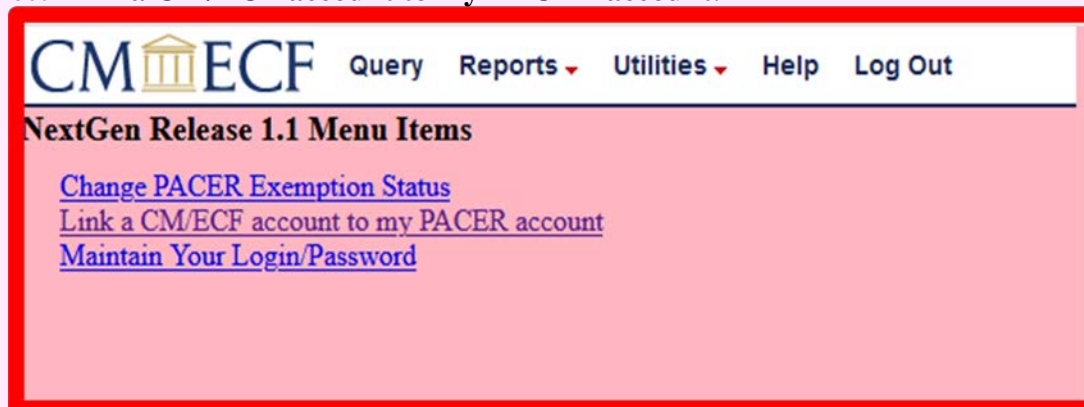 CM ECF Query Reports Utilities Help Log Out
NextGen Release 1.1 Menu Items
Change PACER Exemption Status
Link a CM/ECF account to my PACER account
Maintain Your Login/Password